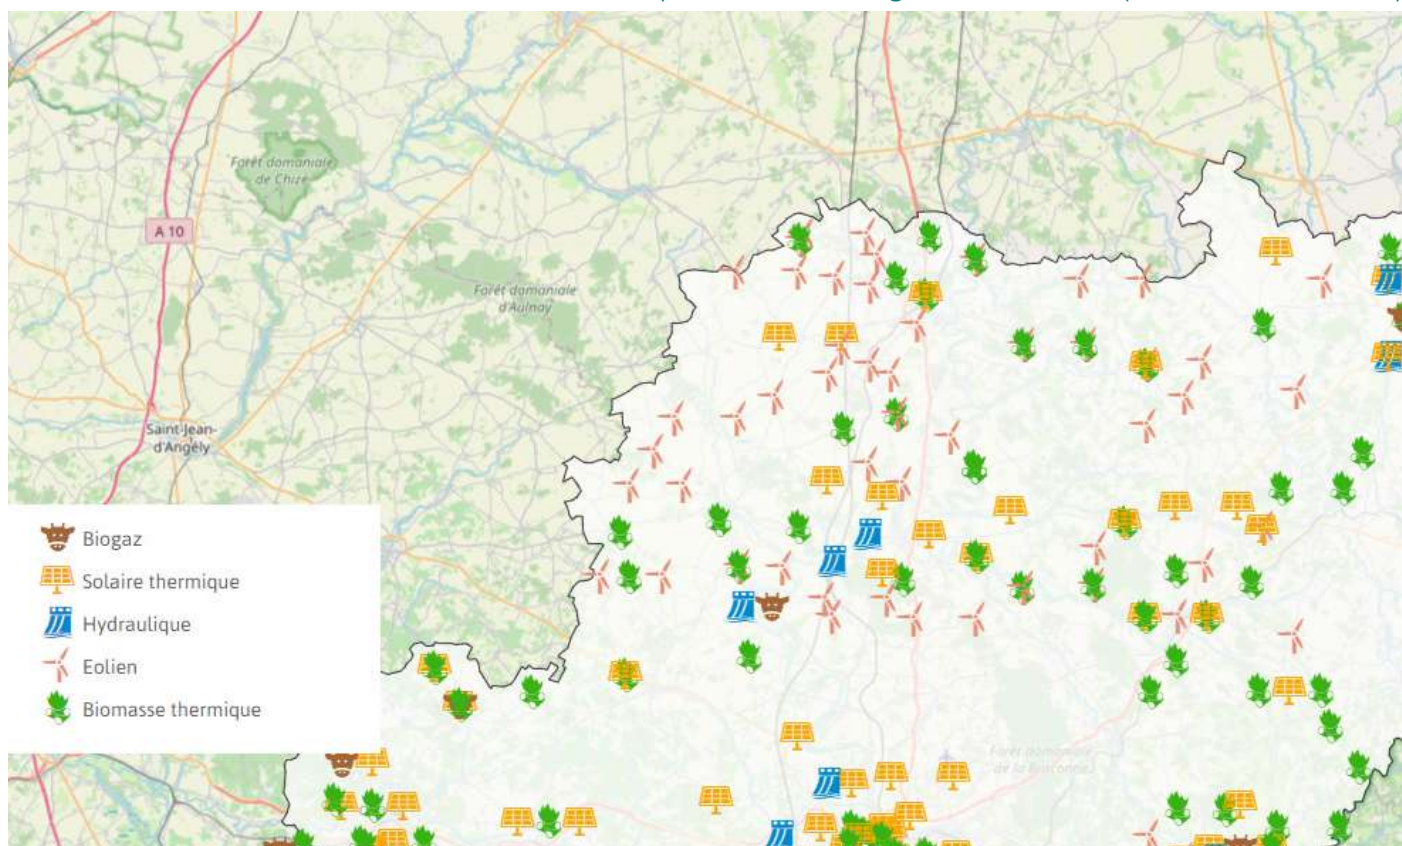 Forêt domaniale
de Chizé
A 10
Forêt domaniale
d'Aulnay
Saint-Jean-
d'Angély
Biogaz
Solaire thermique
Hydraulique
Eolien
Biomasse thermique
Forêt domaniale
de la